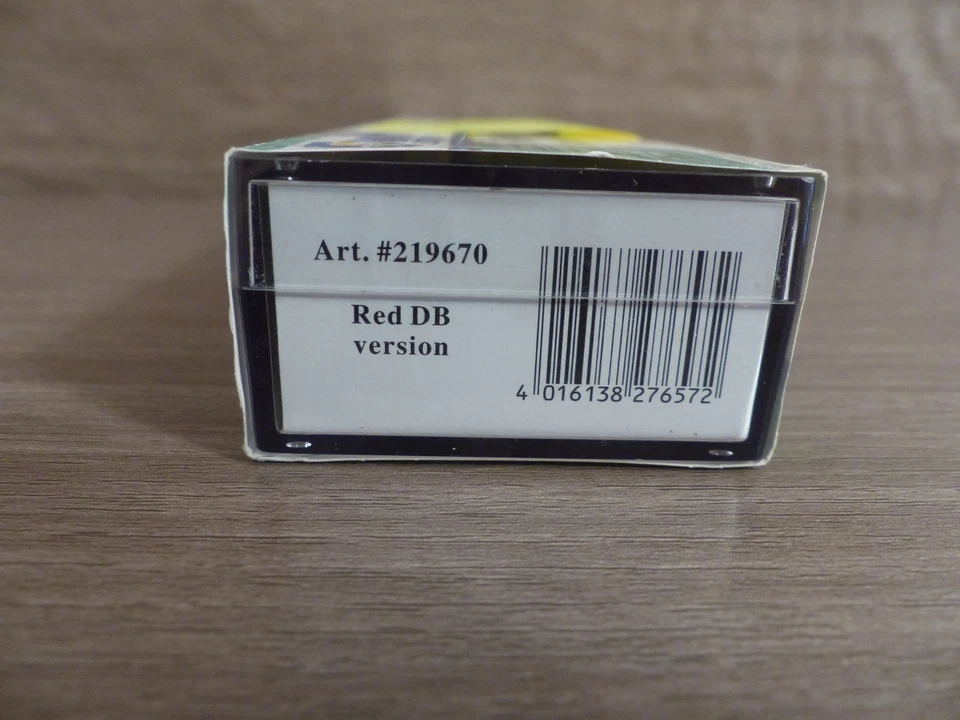 Art. #219670
Red DB
version
4 016138 276572